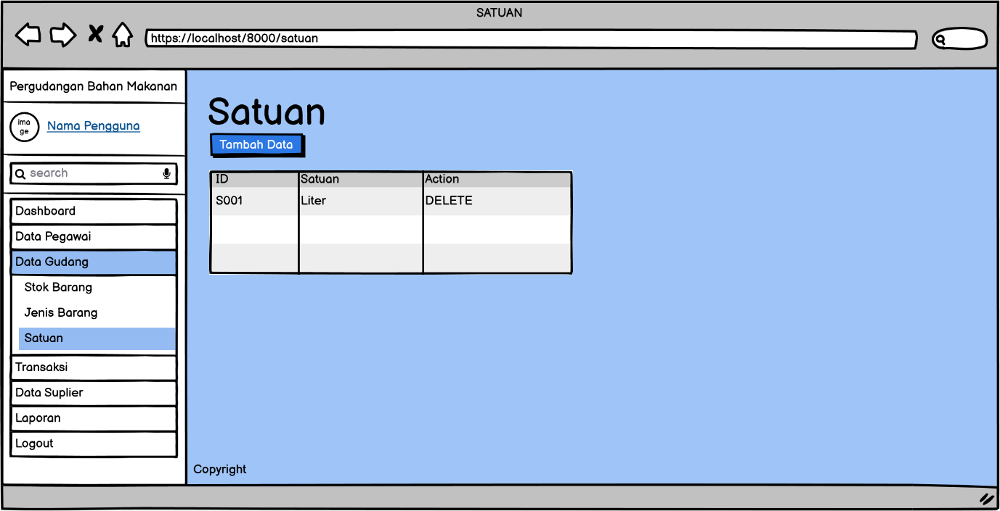 SATUAN
https://localhost/8000/satuan
Pergudangan Bahan Makanan
ima
ge
Nama Pengguna
search
Dashboard
Data Pegawai
Data Gudang
Stok Barang
Jenis Barang
Satuan
Transaksi
Data Suplier
Laporan
Logout
Satuan
Tambah Data
ID Satuan Action
S001 Liter DELETE
Copyright